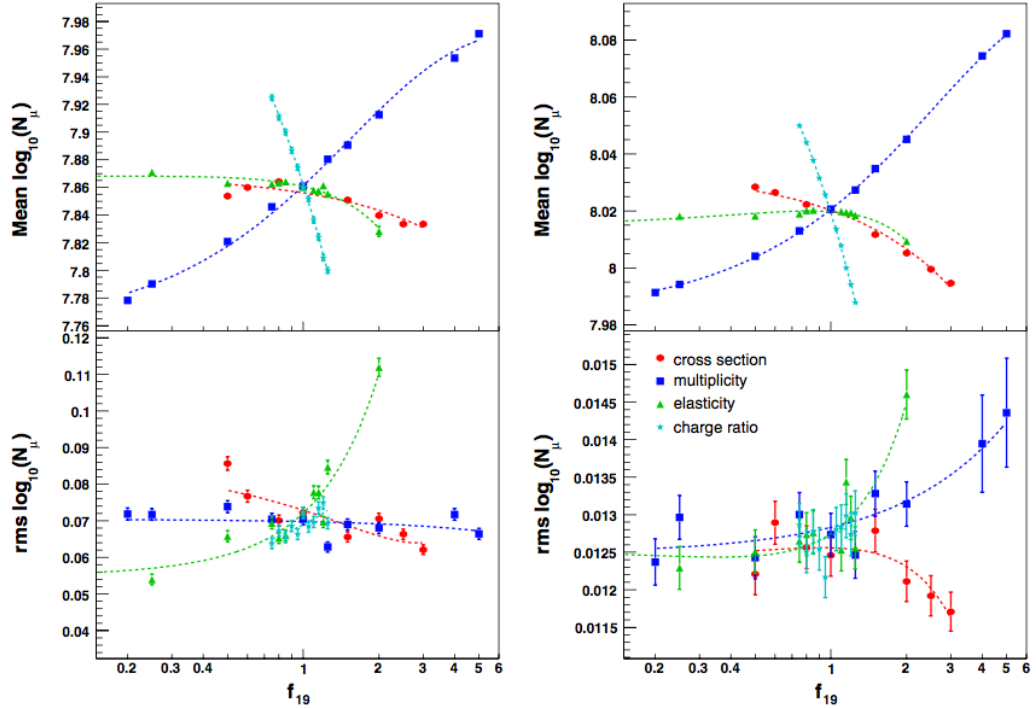 Mean log10(Nμ)
7.98
7.96
7.94
7.92
7.9
7.88
7.86
7.84
7.82
7.8
7.78
7.76
Mean log10(Nμ)
8.08
8.06
8.04
8.02
8
7.98
rms log10(Nμ)
0.12
0.11
0.1
0.09
0.08
0.07
0.06
0.05
0.04
0.2 0.3 0.4 1 2 3 4 5 6
f19
rms log10(Nμ)
0.015
0.0145
0.014
0.0135
0.013
0.0125
0.012
0.0115
cross section
multiplicity
elasticity
charge ratio
0.2 0.3 0.4 1 2 3 4 5 6
f19